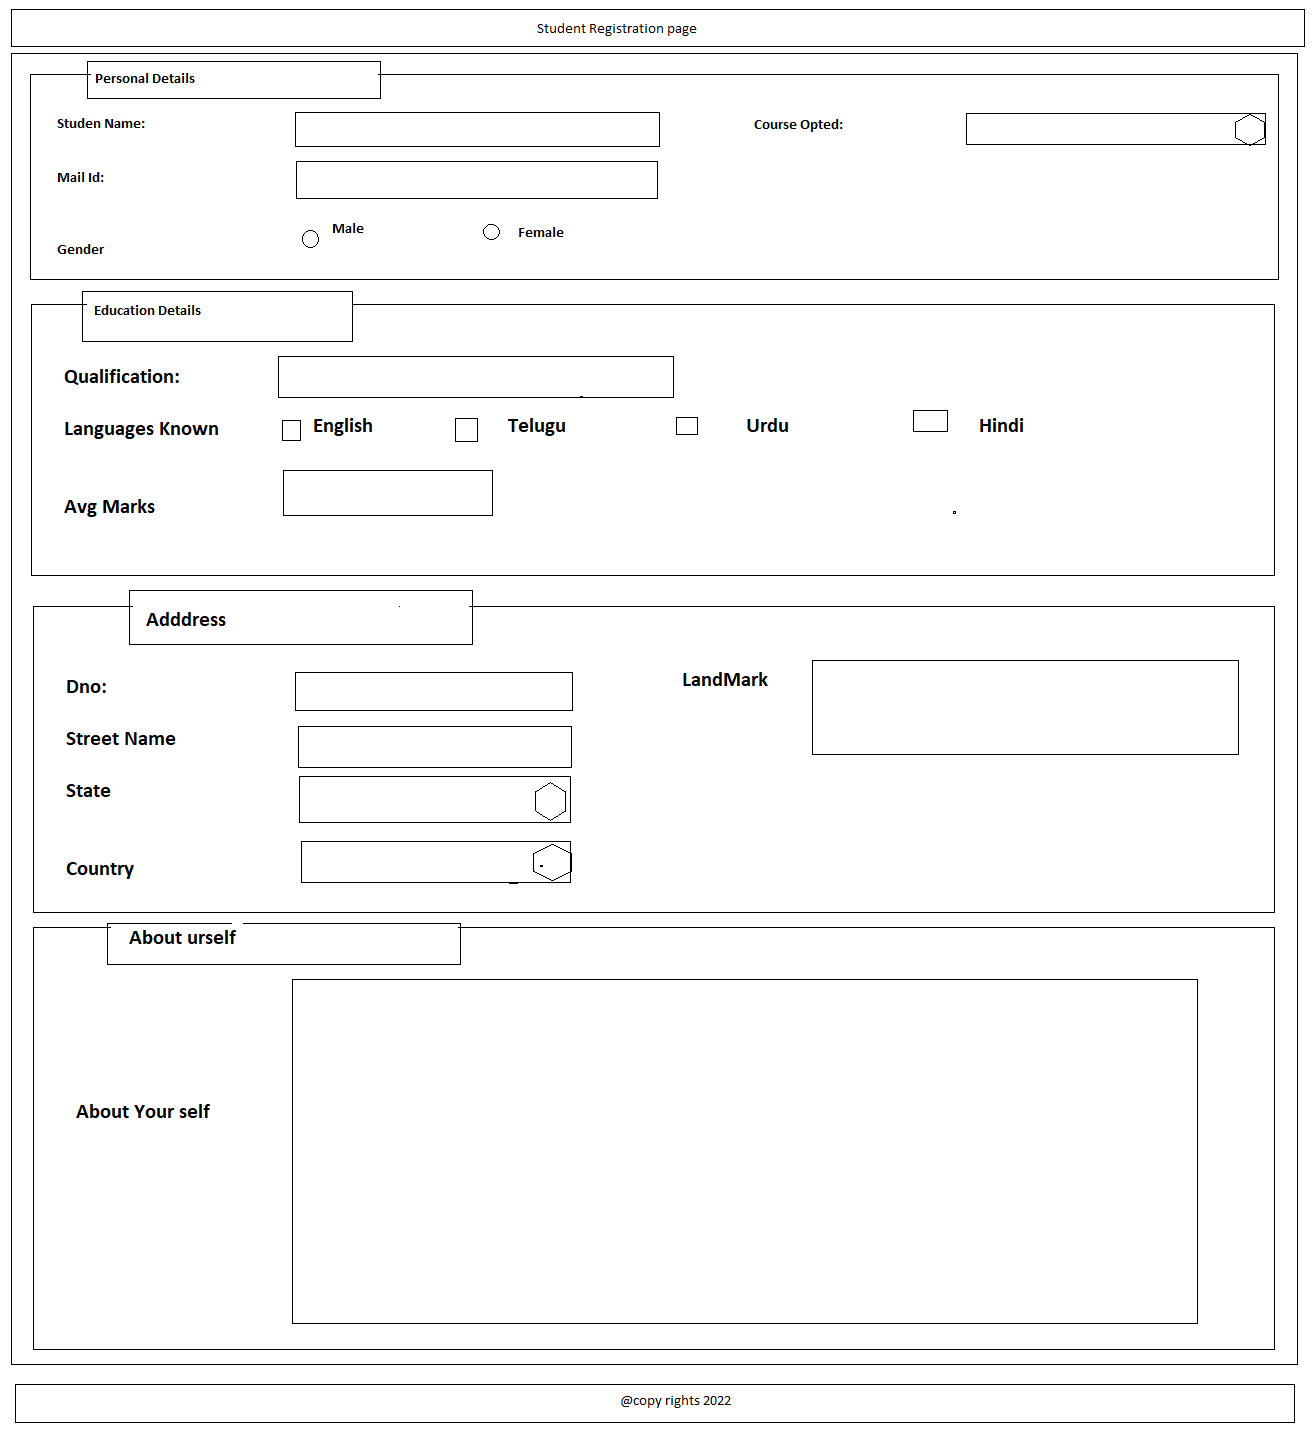 Student Registration page
Personal Details
Studen Name:
Course Opted:
Mail Id:
Male
Female
Gender
Education Details
Qualification:
Languages Known
English
Telugu
Urdu
Hindi
Avg Marks
Adddress
Dno:
LandMark
Street Name
State
Country
About urself
About Your self
@copy rights 2022